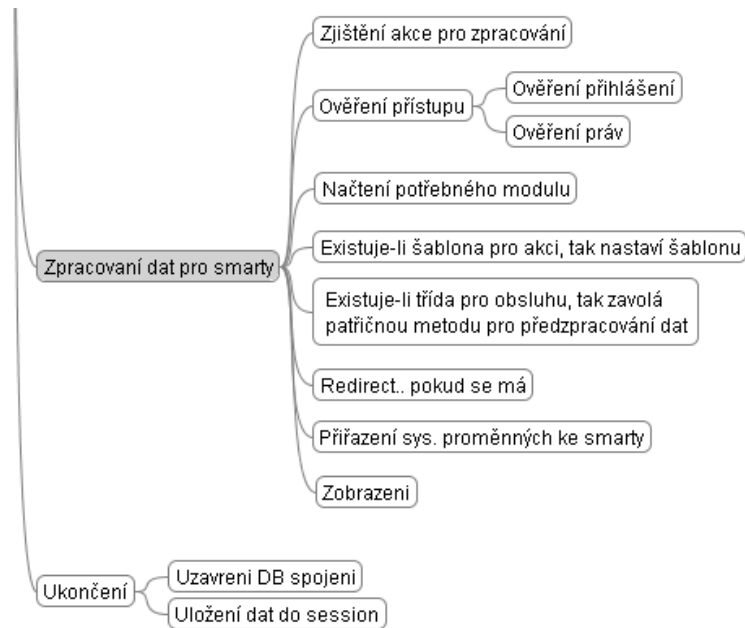 Zjištění akce pro zpracování
Ověření přístupu
Ověření přihlášení
Ověření práv
Načtení potřebného modulu
Zpracovaní dat pro smarty
Existuje-li šablona pro akci, tak nastaví šablonu
Existuje-li třída pro obsluhu, tak zavolá
patřičnou metodu pro předzpracování dat
Redirect.. pokud se má
Přiřazení sys. proměnných ke smarty
Zobrazeni
Ukončení
Uzavreni DB spojeni
Uložení dat do session